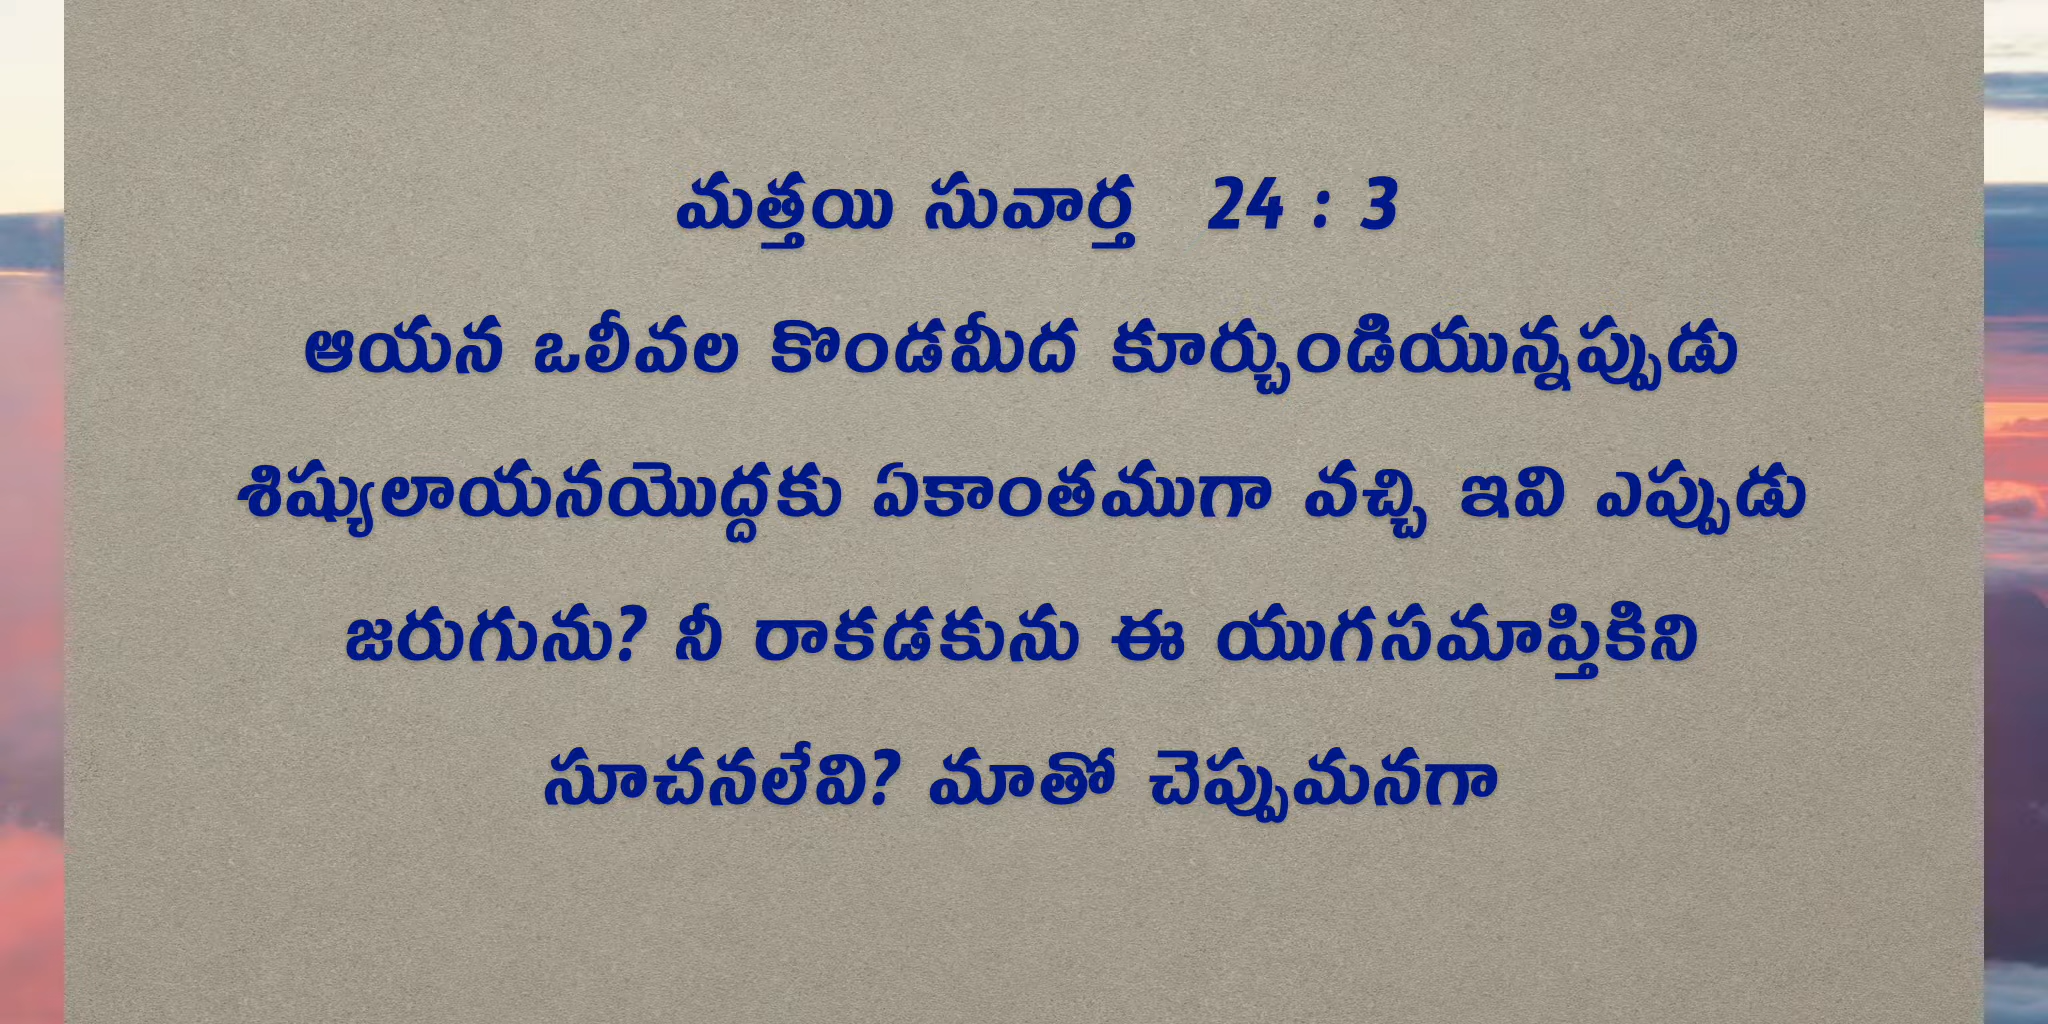 మత్తయి సువార్త 24 : 3
ఆయన ఒలీవల కొండమీద కూర్చుండియున్నప్పుడు
శిష్యులాయనయొద్దకు ఏకాంతముగా వచ్చి ఇవి ఎప్పుడు
జరుగును? నీ రాకడకును ఈ యుగసమాప్తికిని
సూచనలేవి? మాతో చెప్పుమనగా